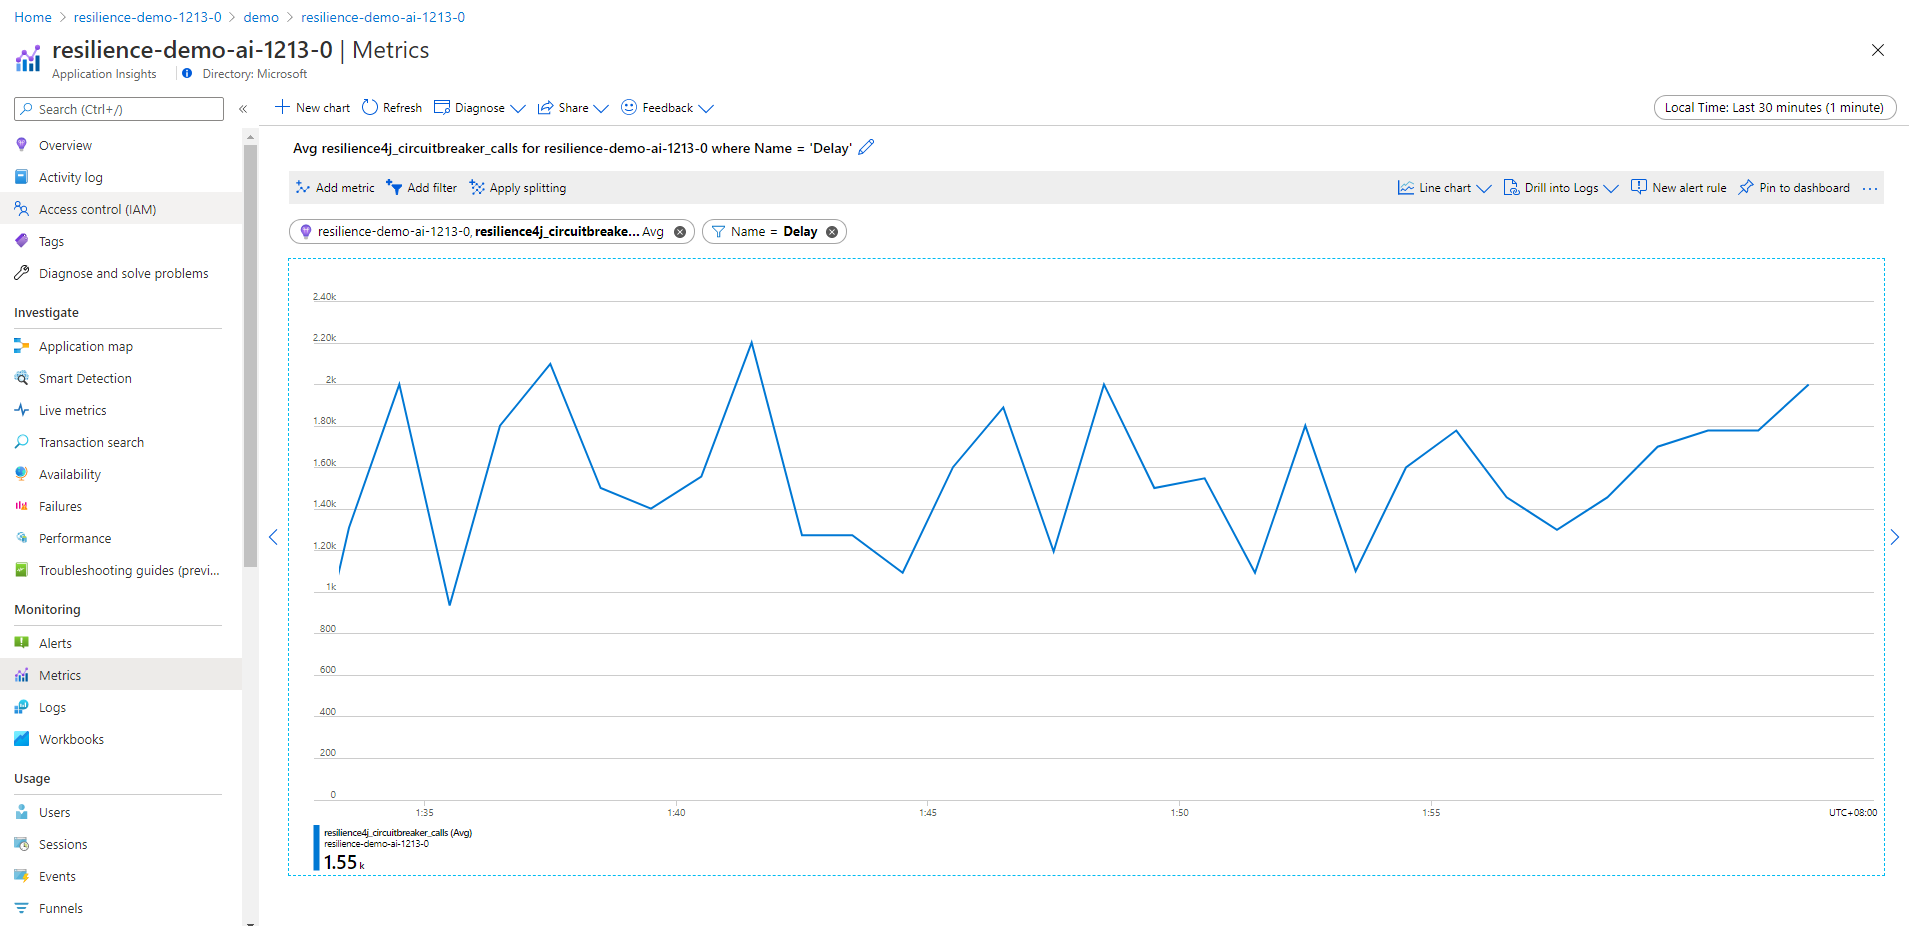 Home > resilience-demo-1213-0 > demo > resilience-demo-ai-1213-0
resilience-demo-ai-1213-0 | Metrics
Application Insights
Directory: Microsoft
Search (Ctrl+/)
«
New chart
Refresh
Diagnose
Share
Feedback
Local Time: Last 30 minutes (1 minute)
Overview
Activity log
Access control (IAM)
Tags
Diagnose and solve problems
Investigate
Application map
Smart Detection
Live metrics
Transaction search
Availability
Failures
Performance
Troubleshooting guides (previ...
Monitoring
Alerts
Metrics
Logs
Workbooks
Usage
Users
Sessions
Events
Funnels
Avg resilience4j_circuitbreaker_calls for resilience-demo-ai-1213-0 where Name = 'Delay'
Add metric
Add filter
Apply splitting
Line chart
Drill into Logs
New alert rule
Pin to dashboard
...
resilience-demo-ai-1213-0, resilience4j_circuitbreake... Avg
Name = Delay
2.40k
2.20k
2k
1.80k
1.60k
1.40k
1.20k
1k
800
600
400
200
0
1:35
1:40
1:45
1:50
1:55
UTC+08:00
resilience4j_circuitbreaker_calls (Avg)
resilience-demo-ai-1213-0
1.55 k